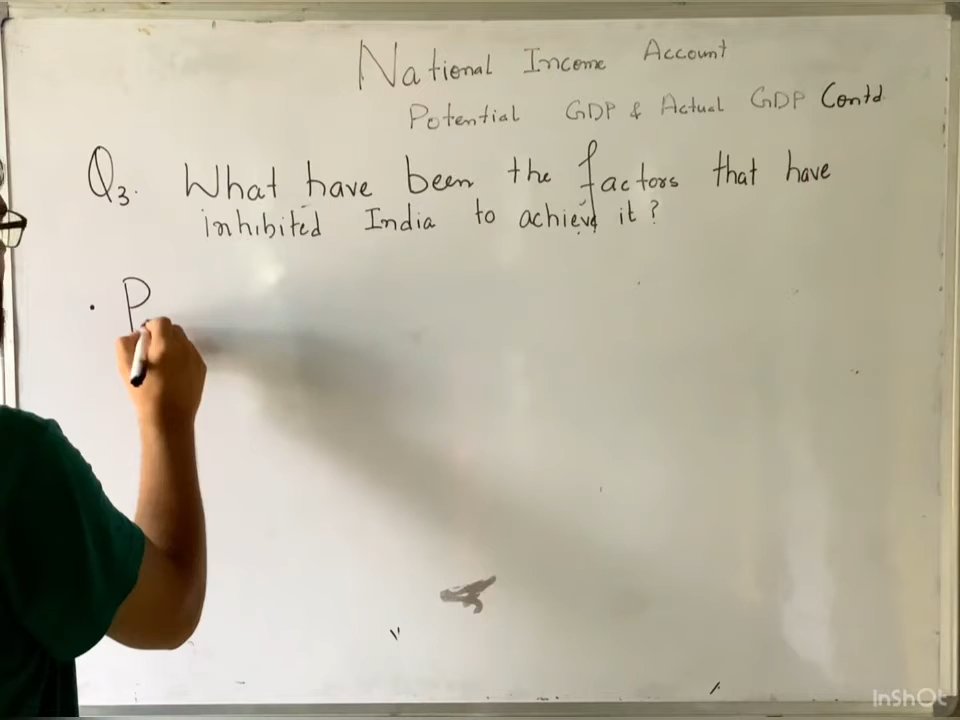 National Income Account
Potential GDP & Actual GDP Contd.
Q3. What have been the factors that have
inhibited India to achieve it?
. P
InShOt